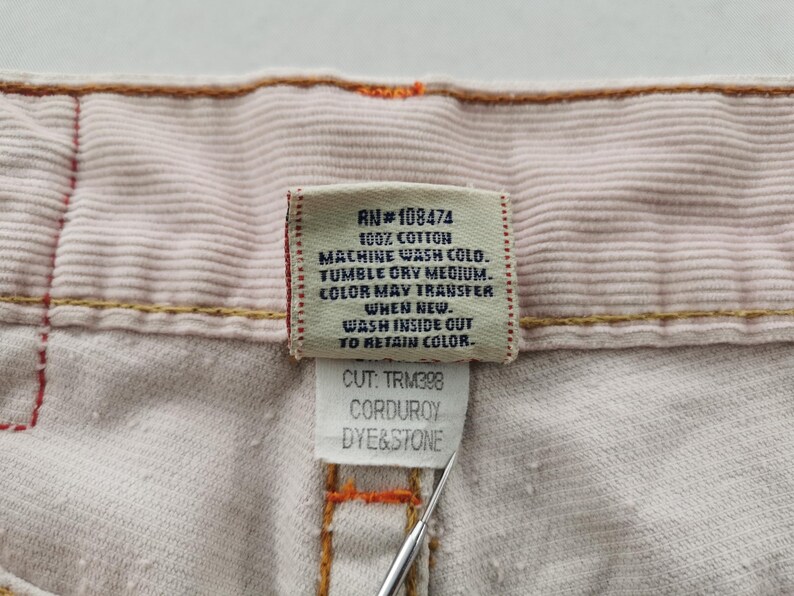 RN#108474
100% COTTON
MACHINE WASH COLD.
TUMBLE DRY MEDIUM.
COLOR MAY TRANSFER
WHEN NEW.
WASH INSIDE OUT
TO RETAIN COLOR.
CUT: TRM398
CORDUROY
DYE&STONE